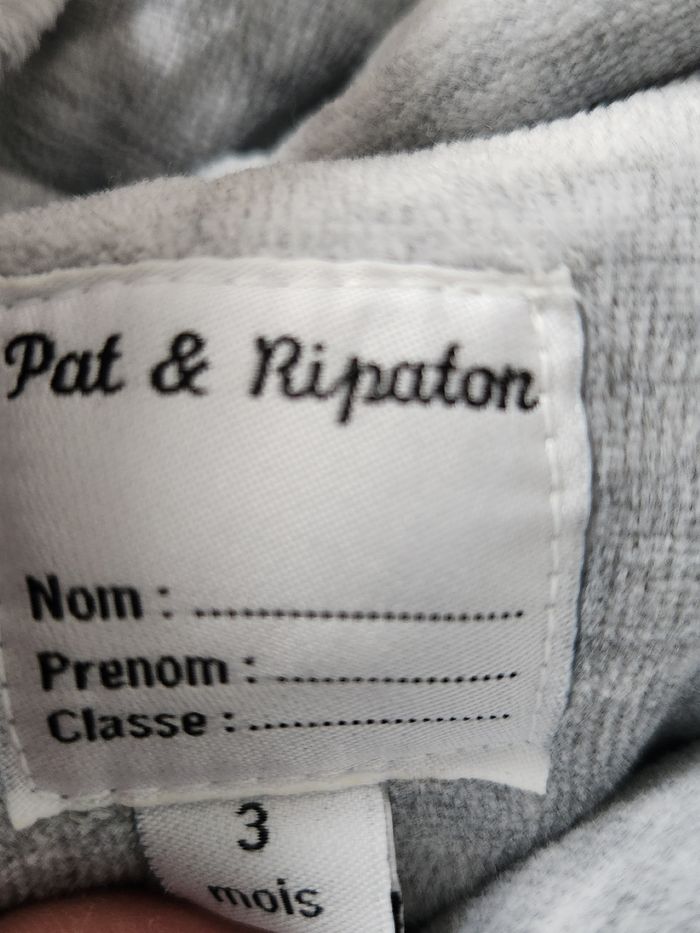 Pat & Ripaton
Nom : ........................................
Prenom : ..............................
Classe : ................................
3
mois